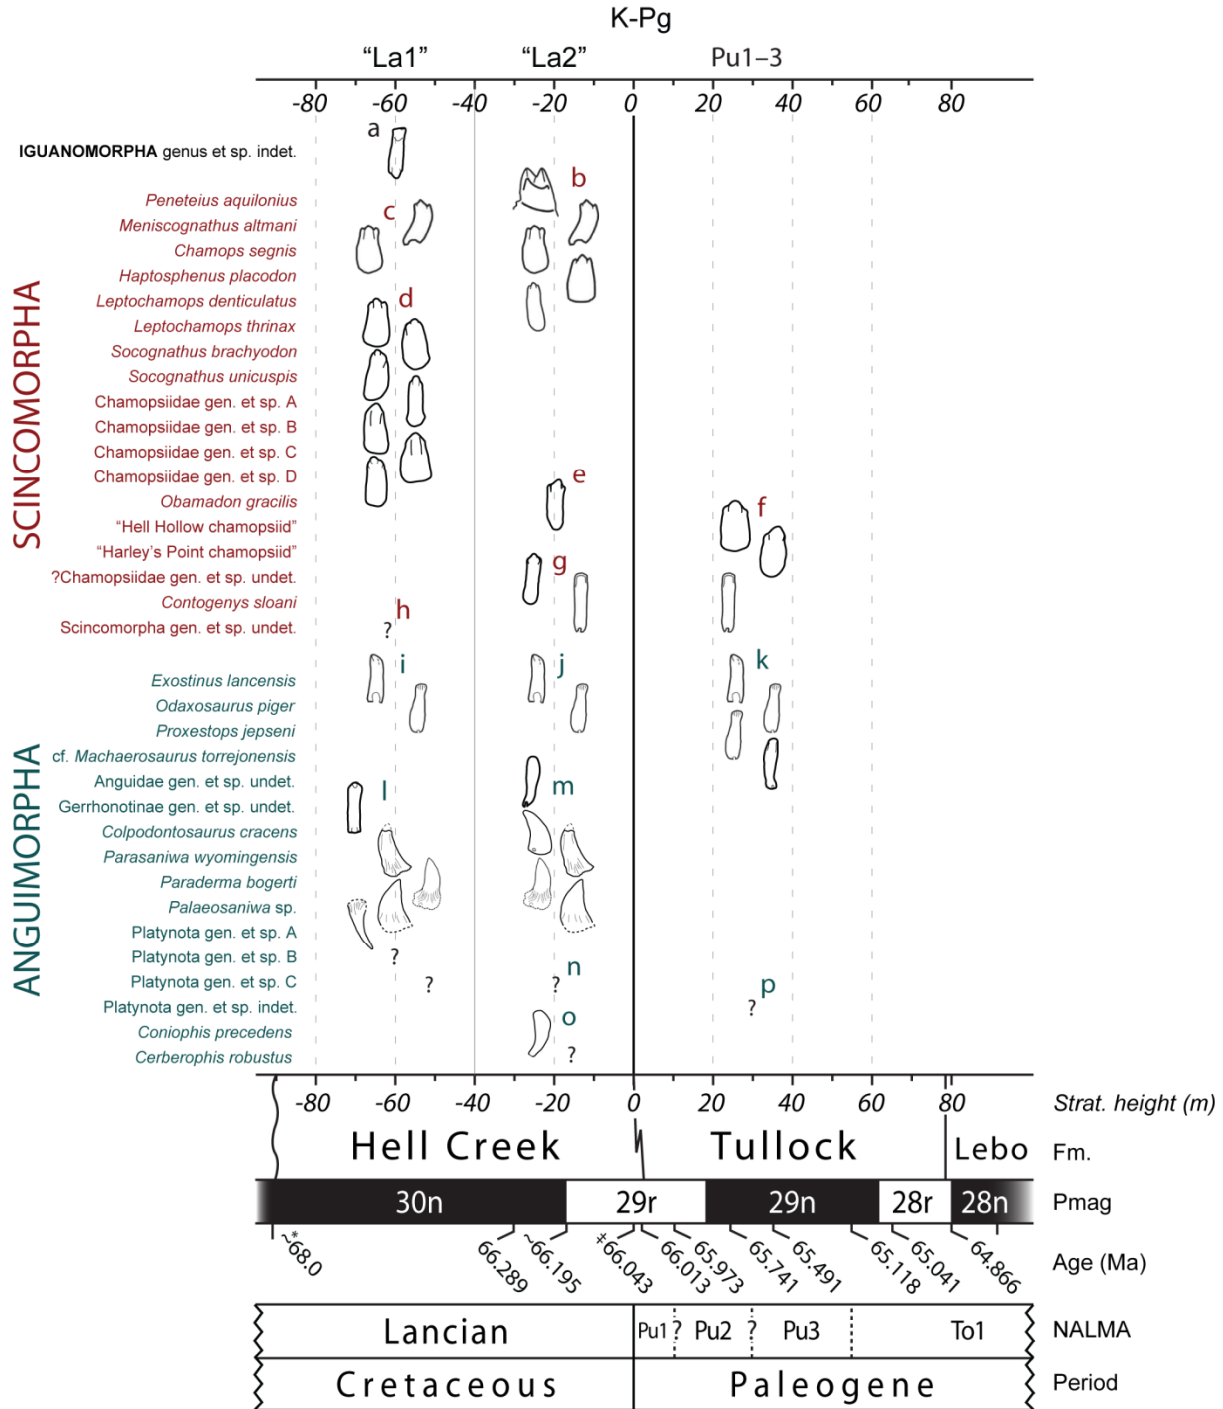 K-Pg
“La1” “La2” Pu1–3
-80 -60 -40 -20 0 20 40 60 80
a
IGUANOMORPHA genus et sp. indet.
b
Peneteius aquilonius
c
Meniscognathus altmani
Chamops segnis
Haptosphenus placodon
SCINCOMORPHA
Leptochamops denticulatus
d
Leptochamops thrinax
Socognathus brachyodon
Socognathus unicuspis
Chamopsiidae gen. et sp. A
Chamopsiidae gen. et sp. B
Chamopsiidae gen. et sp. C
Chamopsiidae gen. et sp. D
e
Obamadon gracilis
f
“Hell Hollow chamopsiid”
“Harley’s Point chamopsiid”
g
?Chamopsiidae gen. et sp. undet.
Contogenys sloani
h
Scincomorpha gen. et sp. undet.
?
i j k
Exostinus lancensis
Odaxosaurus piger
Proxestops jepseni
ANGUIMORPHA
cf. Machaerosaurus torrejonensis
Anguidae gen. et sp. undet.
l m
Gerrhonotinae gen. et sp. undet.
Colpodontosaurus cracens
Parasaniwa wyomingensis
Paraderma bogerti
Palaeosaniwa sp.
Platynota gen. et sp. A
Platynota gen. et sp. B
?
n
Platynota gen. et sp. C
? ?
p
Platynota gen. et sp. indet.
?
o
Coniophis precedens
Cerberophis robustus
?
-80 -60 -40 -20 0 20 40 60 80
Strat. height (m)
Hell Creek Tullock Lebo
Fm.
30n 29r 29n 28r 28n
Pmag
~*68.0 66.289 ~66.195 ‡66.043 66.013 65.973 65.741 65.491 65.118 65.041 64.866
Age (Ma)
Lancian Pu1 ? Pu2 ? Pu3 To1
NALMA
Cretaceous Paleogene
Period